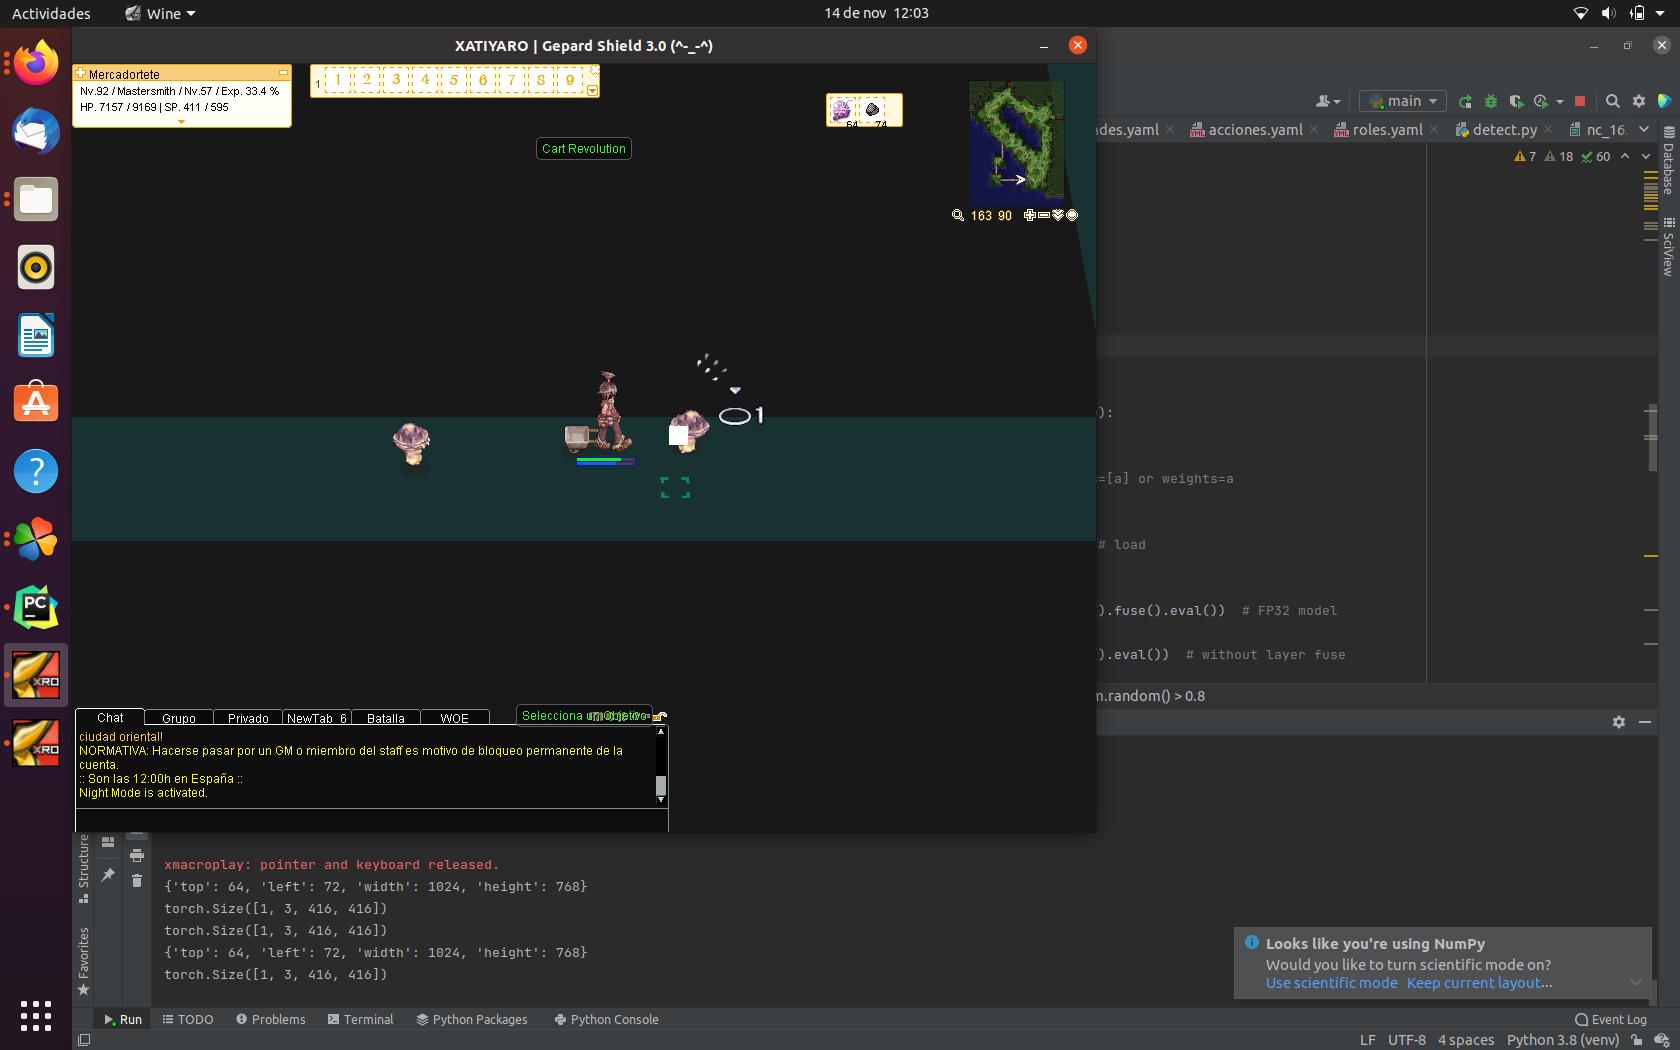 Actividades
Wine
14 de nov 12:03
XATIYARO | Gepard Shield 3.0 (^-_-^)
Mercadortete
Nv.92 / Mastersmith / Nv.57 / Exp. 33.4 %
HP. 7157 / 9169 | SP. 411 / 595
1
1 2 3 4 5 6 7 8 9
64 74
Cart Revolution
163 90
main
des.yaml
acciones.yaml
roles.yaml
detect.py
nc_16.
7 18 60
Database
SciView
):
1
=[a] or weights=a
# load
).fuse().eval()) # FP32 model
).eval()) # without layer fuse
m.random() > 0.8
PC
XRO
XRO
Chat
Grupo
Privado
NewTab_6
Batalla
WOE
Selecciona
ciudad oriental!
NORMATIVA: Hacerse pasar por un GM o miembro del staff es motivo de bloqueo permanente de la
cuenta.
:: Son las 12:00h en España ::
Night Mode is activated.
Structure
Favorites
xmacroplay: pointer and keyboard released.
{'top': 64, 'left': 72, 'width': 1024, 'height': 768}
torch.Size([1, 3, 416, 416])
torch.Size([1, 3, 416, 416])
{'top': 64, 'left': 72, 'width': 1024, 'height': 768}
torch.Size([1, 3, 416, 416])
Looks like you're using NumPy
Would you like to turn scientific mode on?
Use scientific mode Keep current layout...
Run
TODO
Problems
Terminal
Python Packages
Python Console
Event Log
LF UTF-8 4 spaces Python 3.8 (venv)